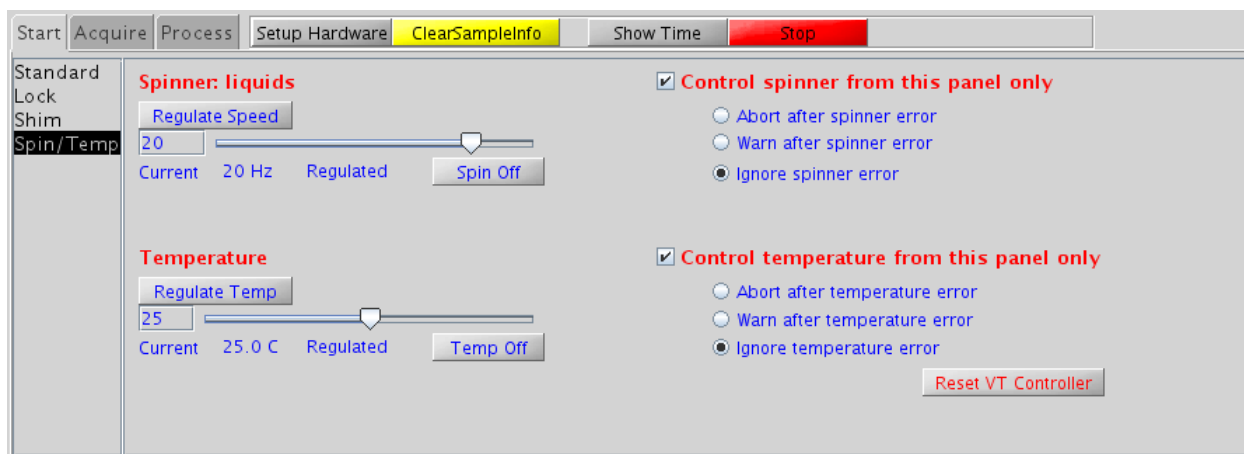 Start Acquire Process Setup Hardware ClearSampleInfo Show Time Stop
Standard
Lock
Shim
Spin/Temp
Spinner: liquids
Regulate Speed
20
Current 20 Hz Regulated Spin Off
Control spinner from this panel only
Abort after spinner error
Warn after spinner error
Ignore spinner error
Temperature
Regulate Temp
25
Current 25.0 C Regulated Temp Off
Control temperature from this panel only
Abort after temperature error
Warn after temperature error
Ignore temperature error
Reset VT Controller